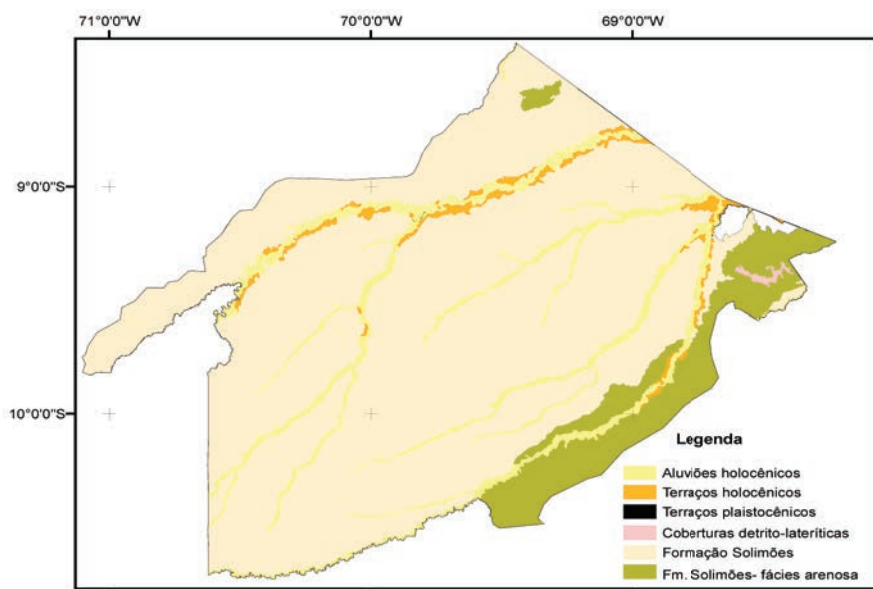 71°0'0"W 70°0'0"W 69°0'0"W
9°0'0"S
10°0'0"S
Legenda
Aluviões holocênicos
Terraços holocênicos
Terraços plaistocênicos
Coberturas detrito-lateríticas
Formação Solimões
Fm. Solimões- fácies arenosa